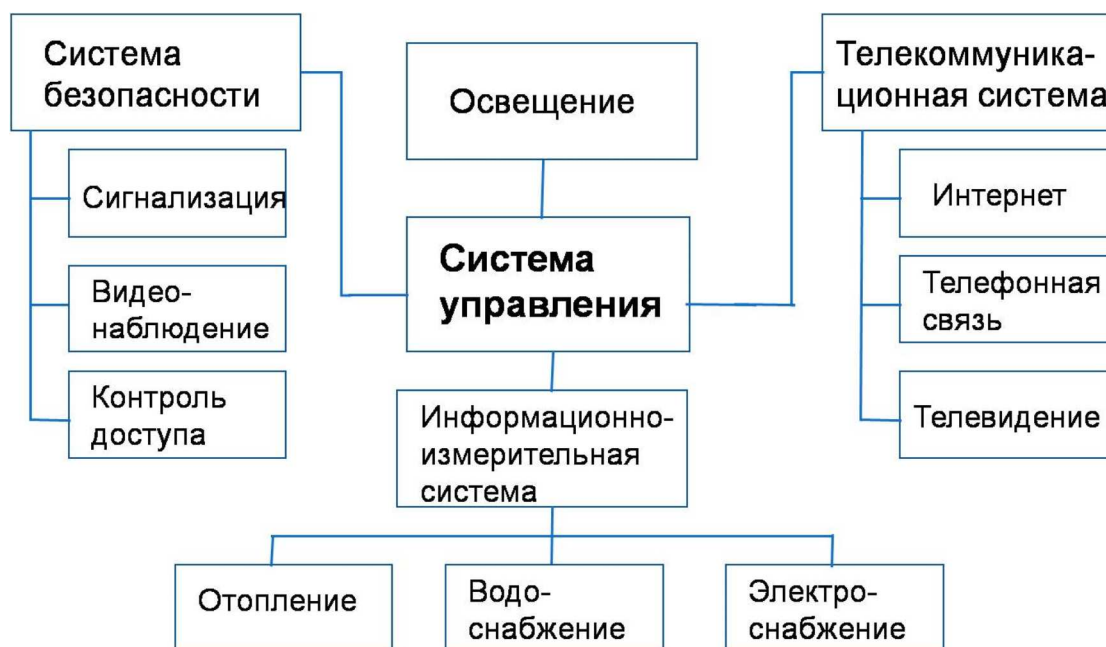 Система
безопасности
Сигнализация
Видео-
наблюдение
Контроль
доступа
Освещение
Система
управления
Информационно-
измерительная
система
Отопление
Водо-
снабжение
Электро-
снабжение
Телекоммуника-
ционная система
Интернет
Телефонная
связь
Телевидение